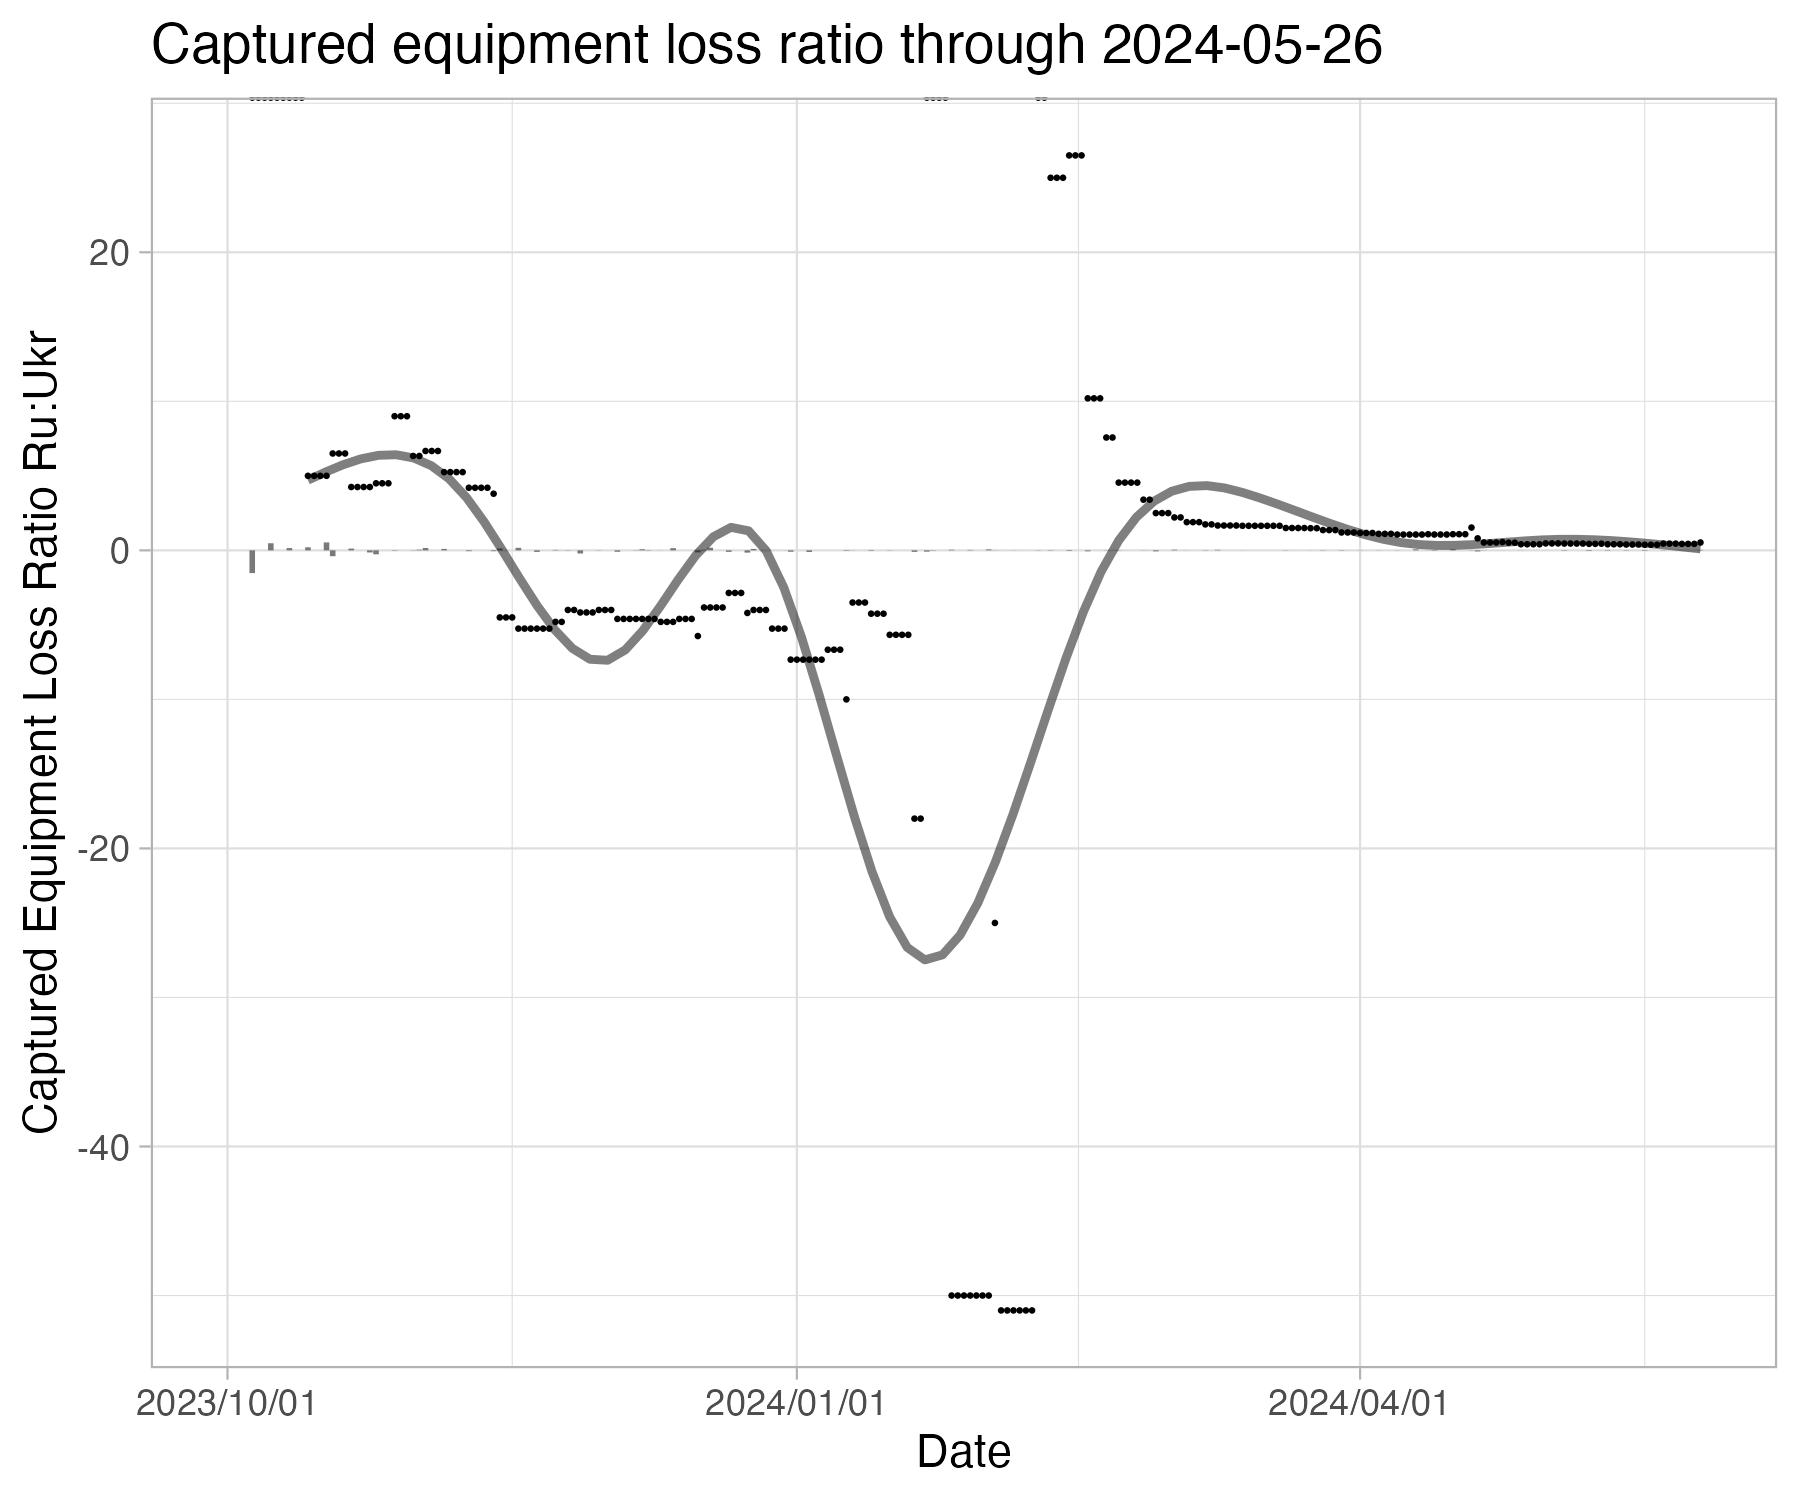 Captured equipment loss ratio through 2024-05-26
Captured Equipment Loss Ratio Ru:Ukr
20
0
-20
-40
2023/10/01
2024/01/01
2024/04/01
Date